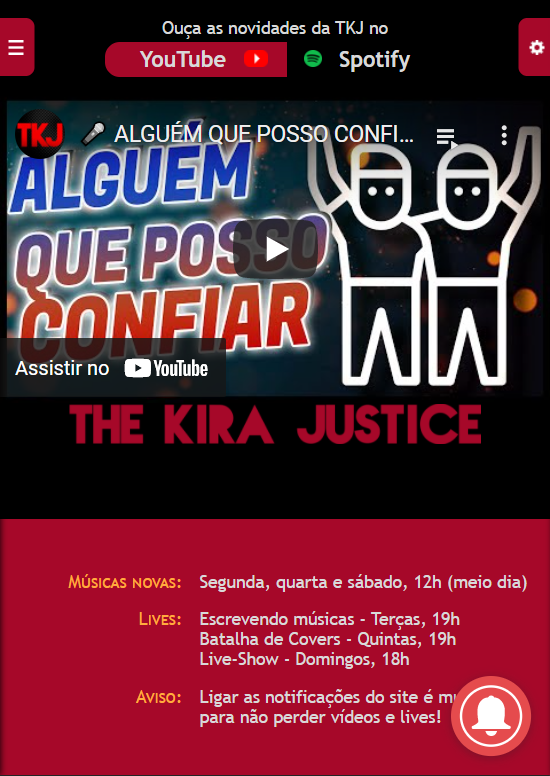 Ouça as novidades da TKJ no
YouTube Spotify
TKJ
🎤 ALGUÉM QUE POSSO CONFI...
ALGUÉM
QUE POSSO
CONFIAR
Assistir no YouTube
THE KIRA JUSTICE
Músicas novas: Segunda, quarta e sábado, 12h (meio dia)
Lives: Escrevendo músicas - Terças, 19h
Batalha de Covers - Quintas, 19h
Live-Show - Domingos, 18h
Aviso: Ligar as notificações do site é
para não perder vídeos e lives!